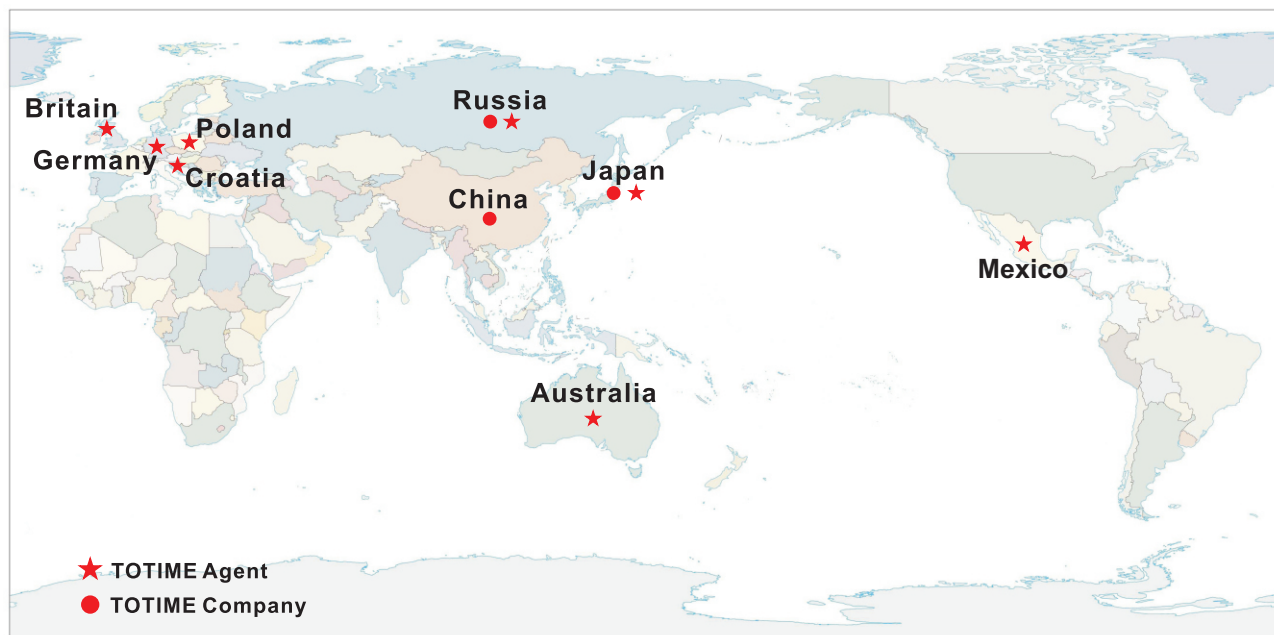 Britain
Russia
Poland
Germany
Croatia
Japan
China
Mexico
Australia
TOTIME Agent
TOTIME Company